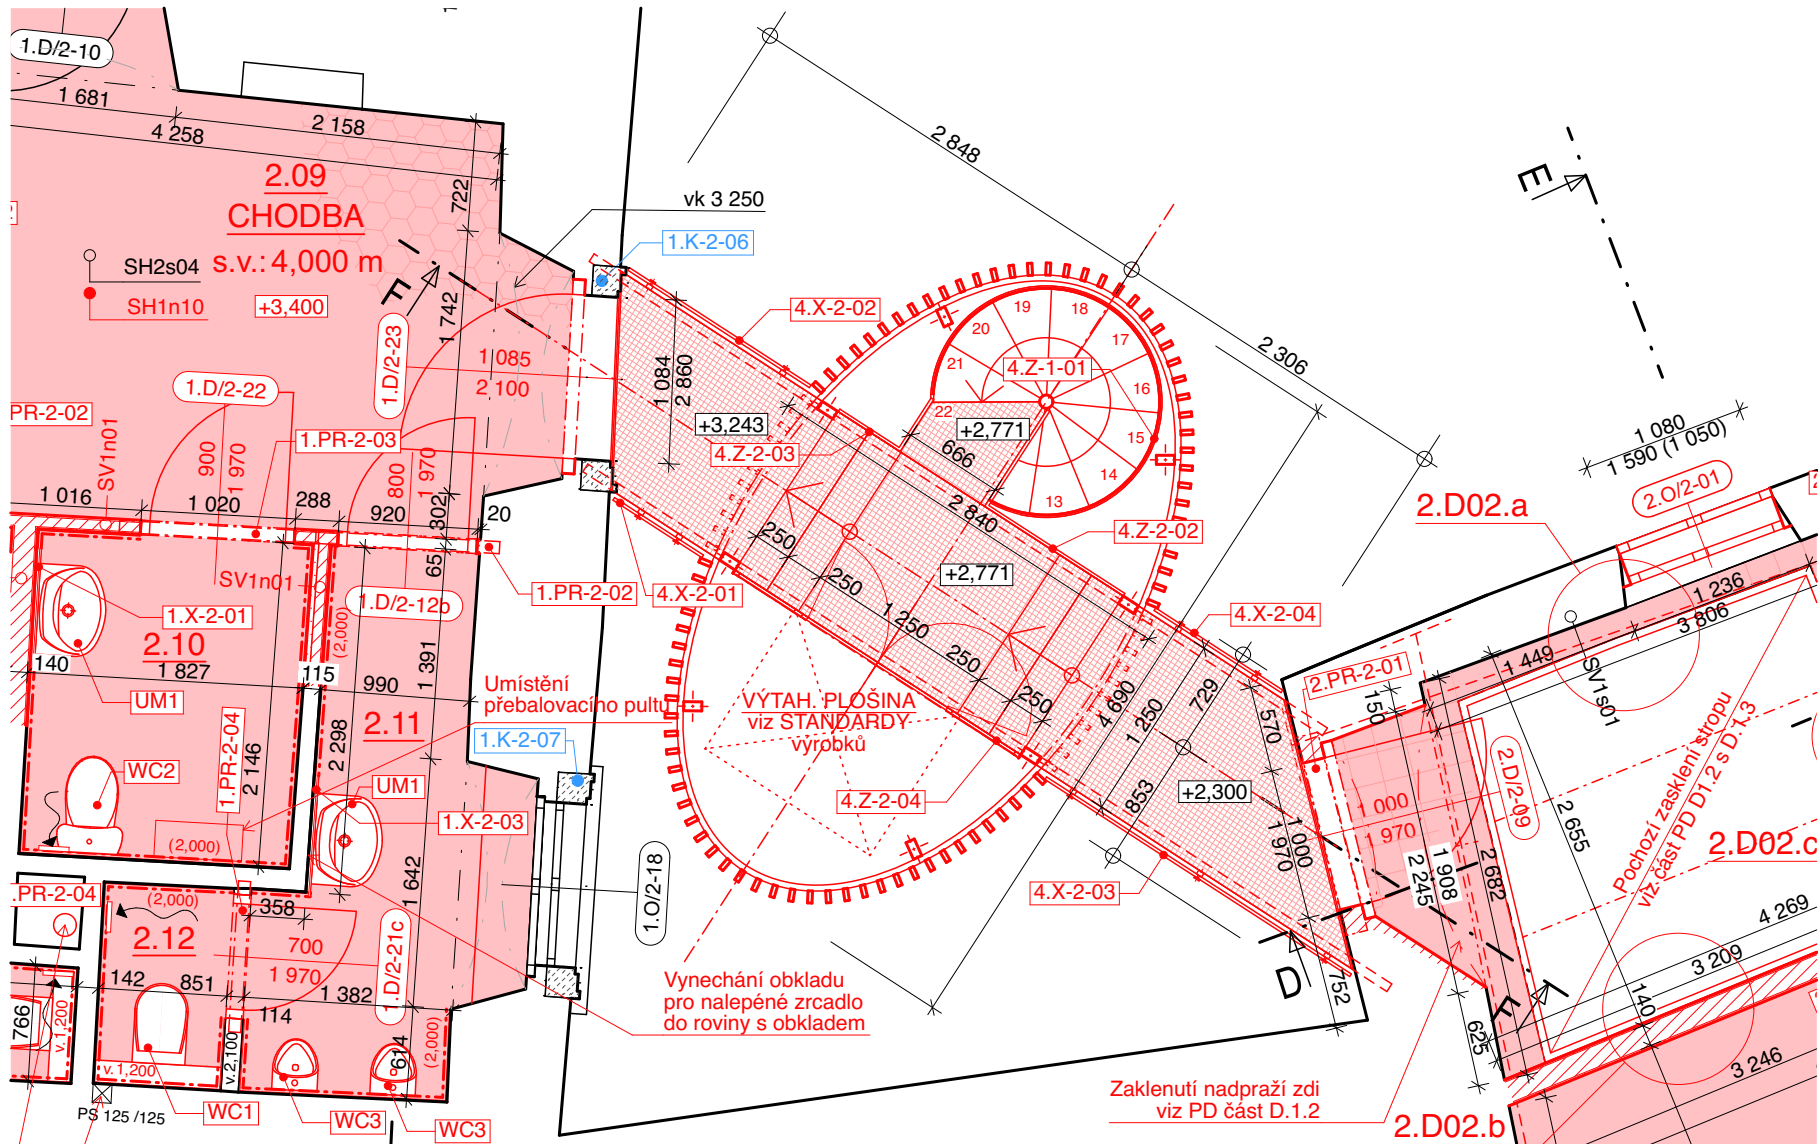 1.D/2-10
1 681
2 158
4 258
2.09
CHODBA
s.v.: 4,000 m
SH2s04
SH1n10
+3,400
722
1 742
F
vk 3 250
1.K-2-06
1.D/2-23
1 085
2 100
1.D/2-22
PR-2-02
SV1n01
900
1 970
1.PR-2-03
800
1 970
1 016
1 020
288
920
302
20
65
SV1n01
1.D/2-12b
(2,000)
1.PR-2-02
1.X-2-01
2.10
140
1 827
115
990
1 391
UM1
WC2
1.PR-2-04
2 146
2 298
2.11
Umístění
přebalovacího pultu
1.K-2-07
UM1
1.X-2-03
(2,000)
1 642
1.O/2-18
.PR-2-04
(2,000)
358
2.12
700
1 970
1.D/2-21c
142
851
1 382
114
766
v. 1,200
v. 1,200
v. 2,100
614
(2,000)
PS 125 /125
WC1
WC3
WC3
Vynechání obkladu
pro nalepéné zrcadlo
do roviny s obkladem
2 848
2 306
4.X-2-02
1 084
2 860
+3,243
4.Z-2-03
4.Z-1-01
13
14
15
16
17
18
19
20
21
22
+2,771
666
2 840
4.Z-2-02
4.X-2-01
250
250
1 250
250
250
+2,771
4.X-2-04
VÝTAH. PLOŠINA
viz STANDARDY
výrobků
4 690
1 250
729
853
4.Z-2-04
+2,300
4.X-2-03
570
1 000
1 970
752
D
E
1 080
1 590 (1 050)
2.O/2-01
2.D02.a
1 236
3 806
1 449
SV1s01
2.PR-2-01
150
2.D/2-09
1 000
1 970
2 245
1 908
2 682
2 655
Pochozí zasklení stropu
viz část PD D1.2 s D.1.3
2.D02.c
4 269
3 209
140
F
625
3 246
Zaklenutí nadpraží zdi
viz PD část D.1.2
2.D02.b